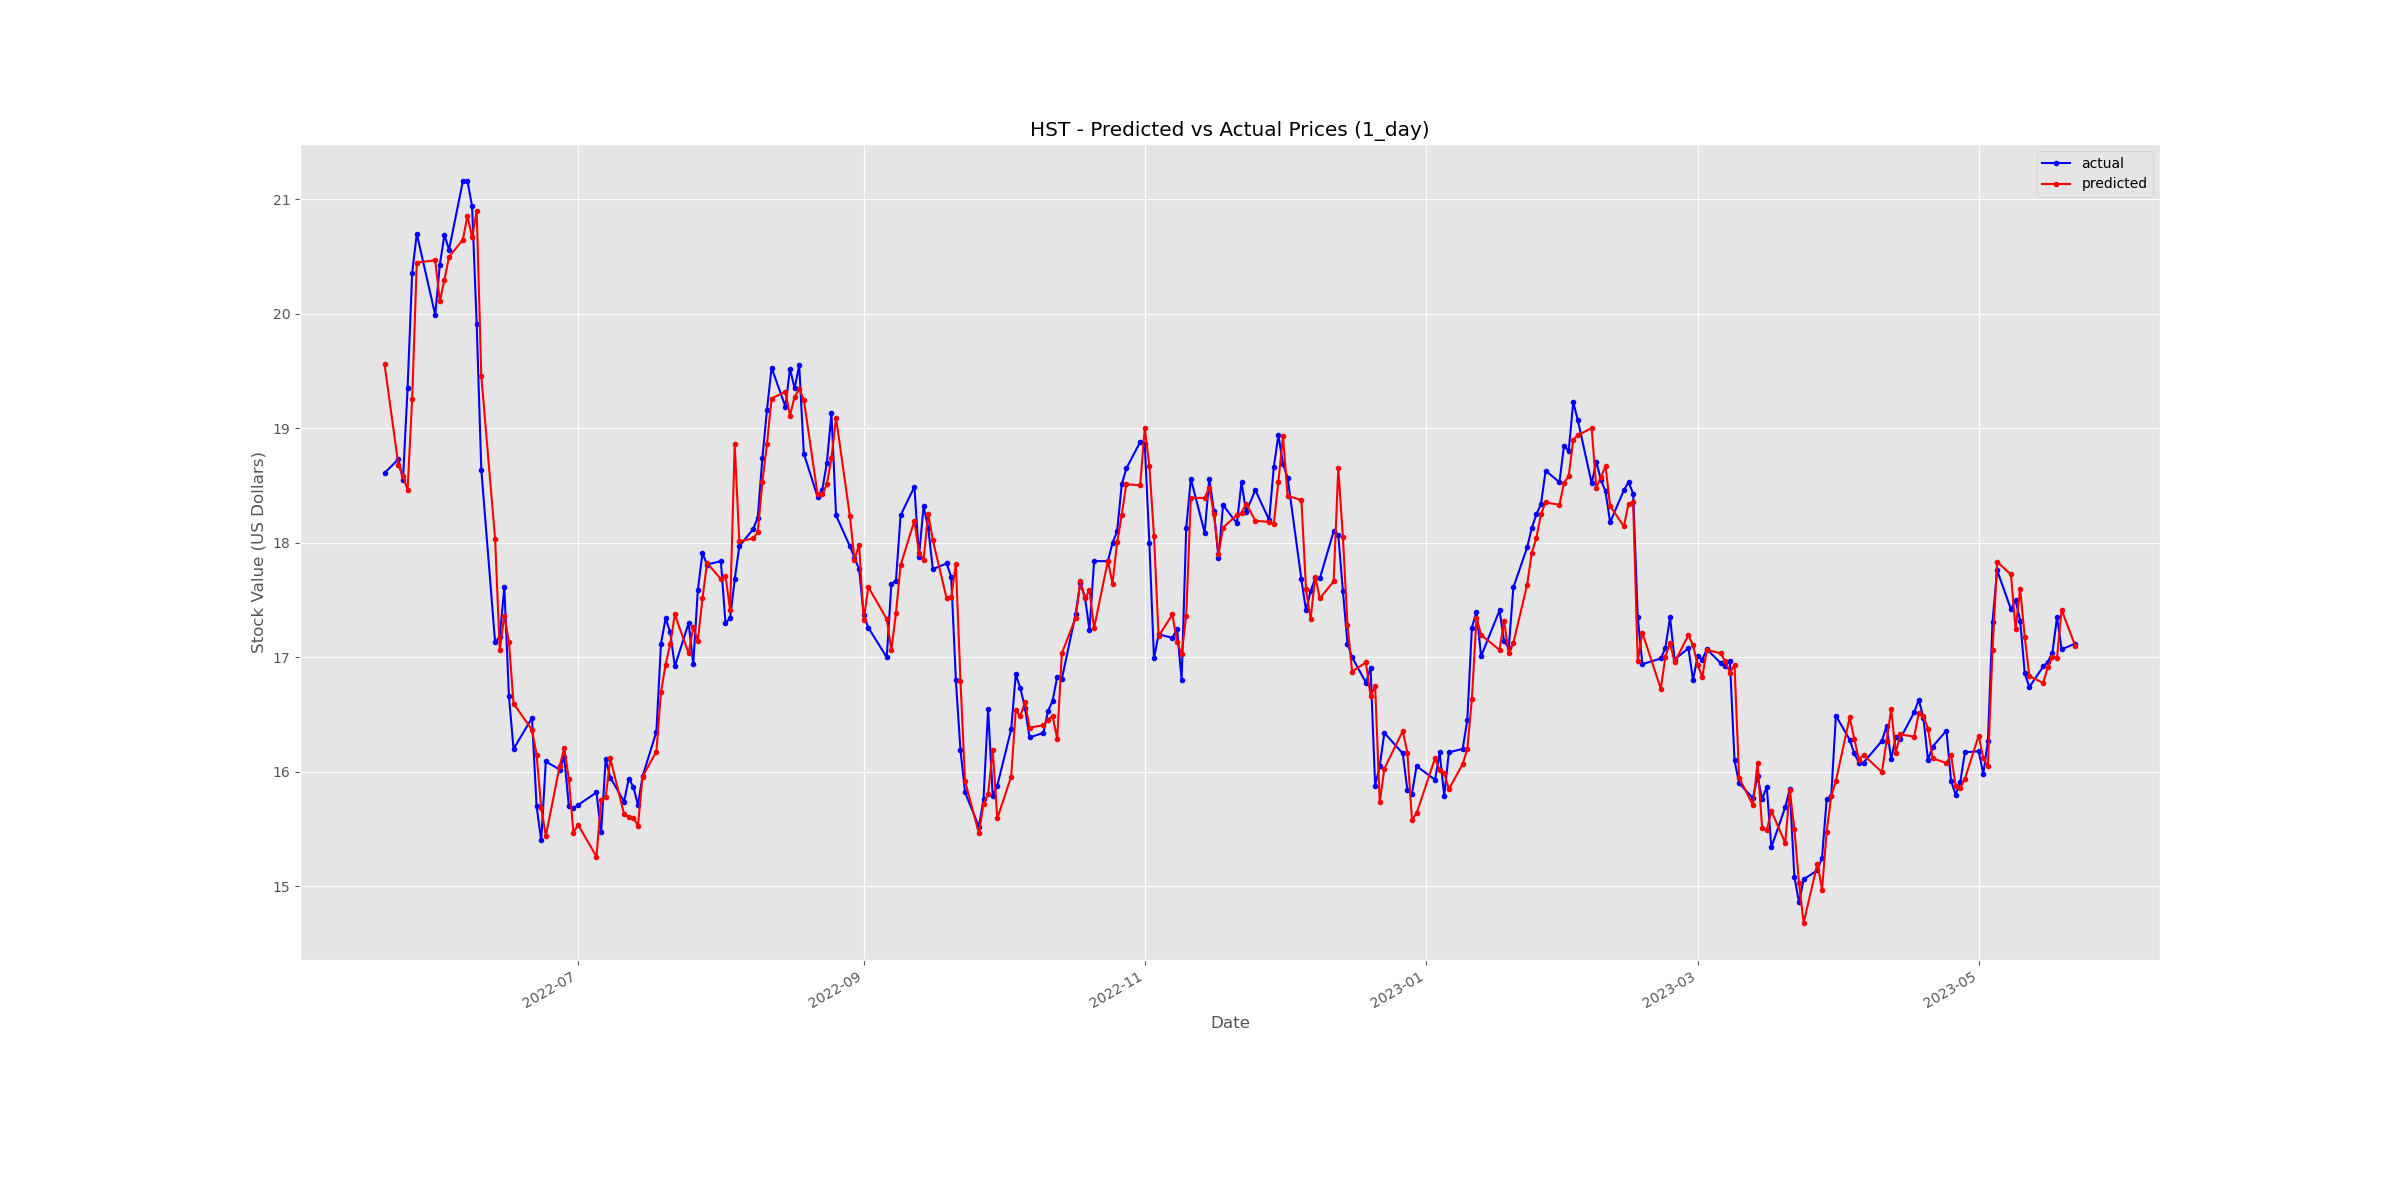 HST - Predicted vs Actual Prices (1_day)
actual
predicted
21
20
19
18
17
16
15
Stock Value (US Dollars)
2022-07
2022-09
2022-11
2023-01
2023-03
2023-05
Date